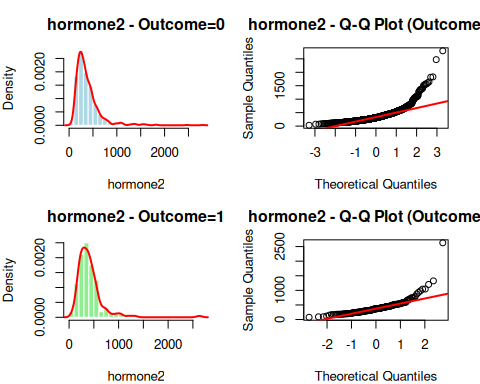 hormone2 - Outcome=0
Density
0.0000 0.0020
0 1000 2000
hormone2
hormone2 - Q-Q Plot (Outcome
Sample Quantiles
0 1500
-3 -1 0 1 2 3
Theoretical Quantiles
hormone2 - Outcome=1
Density
0.0000 0.0020
0 1000 2000
hormone2
hormone2 - Q-Q Plot (Outcome
Sample Quantiles
0 1000 2500
-2 -1 0 1 2
Theoretical Quantiles